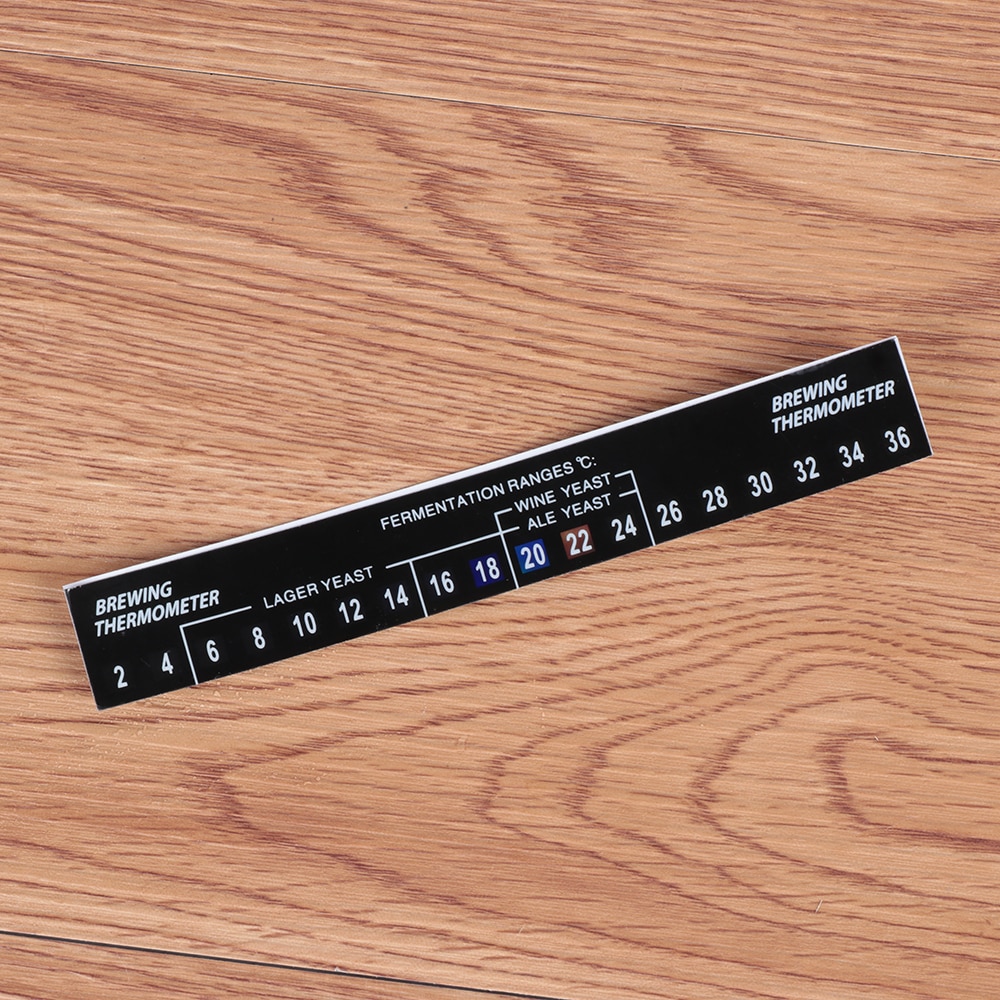 BREWING
THERMOMETER
FERMENTATION RANGES °C:
WINE YEAST
ALE YEAST
LAGER YEAST
BREWING
THERMOMETER
2 4 6 8 10 12 14 16 18 20 22 24 26 28 30 32 34 36